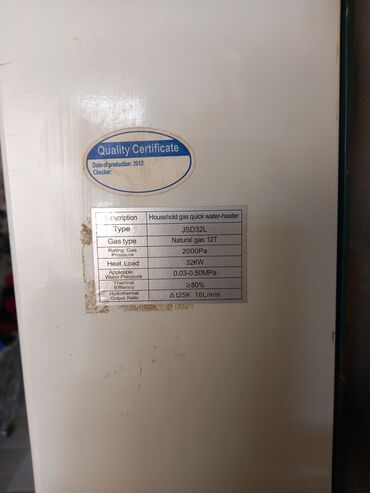 Quality Certificate
Date of production: 2012
Checker:
Description Household gas quick water-heater
Type JSD32L
Gas type Natural gas 12T
Rating Gas Pressure 2000Pa
Heat Load 32KW
Applicable Water Pressure 0.03-0.50MPa
Thermal Effiency ≥80%
Hydrothermal Output Ratio Δt25K 16L/min